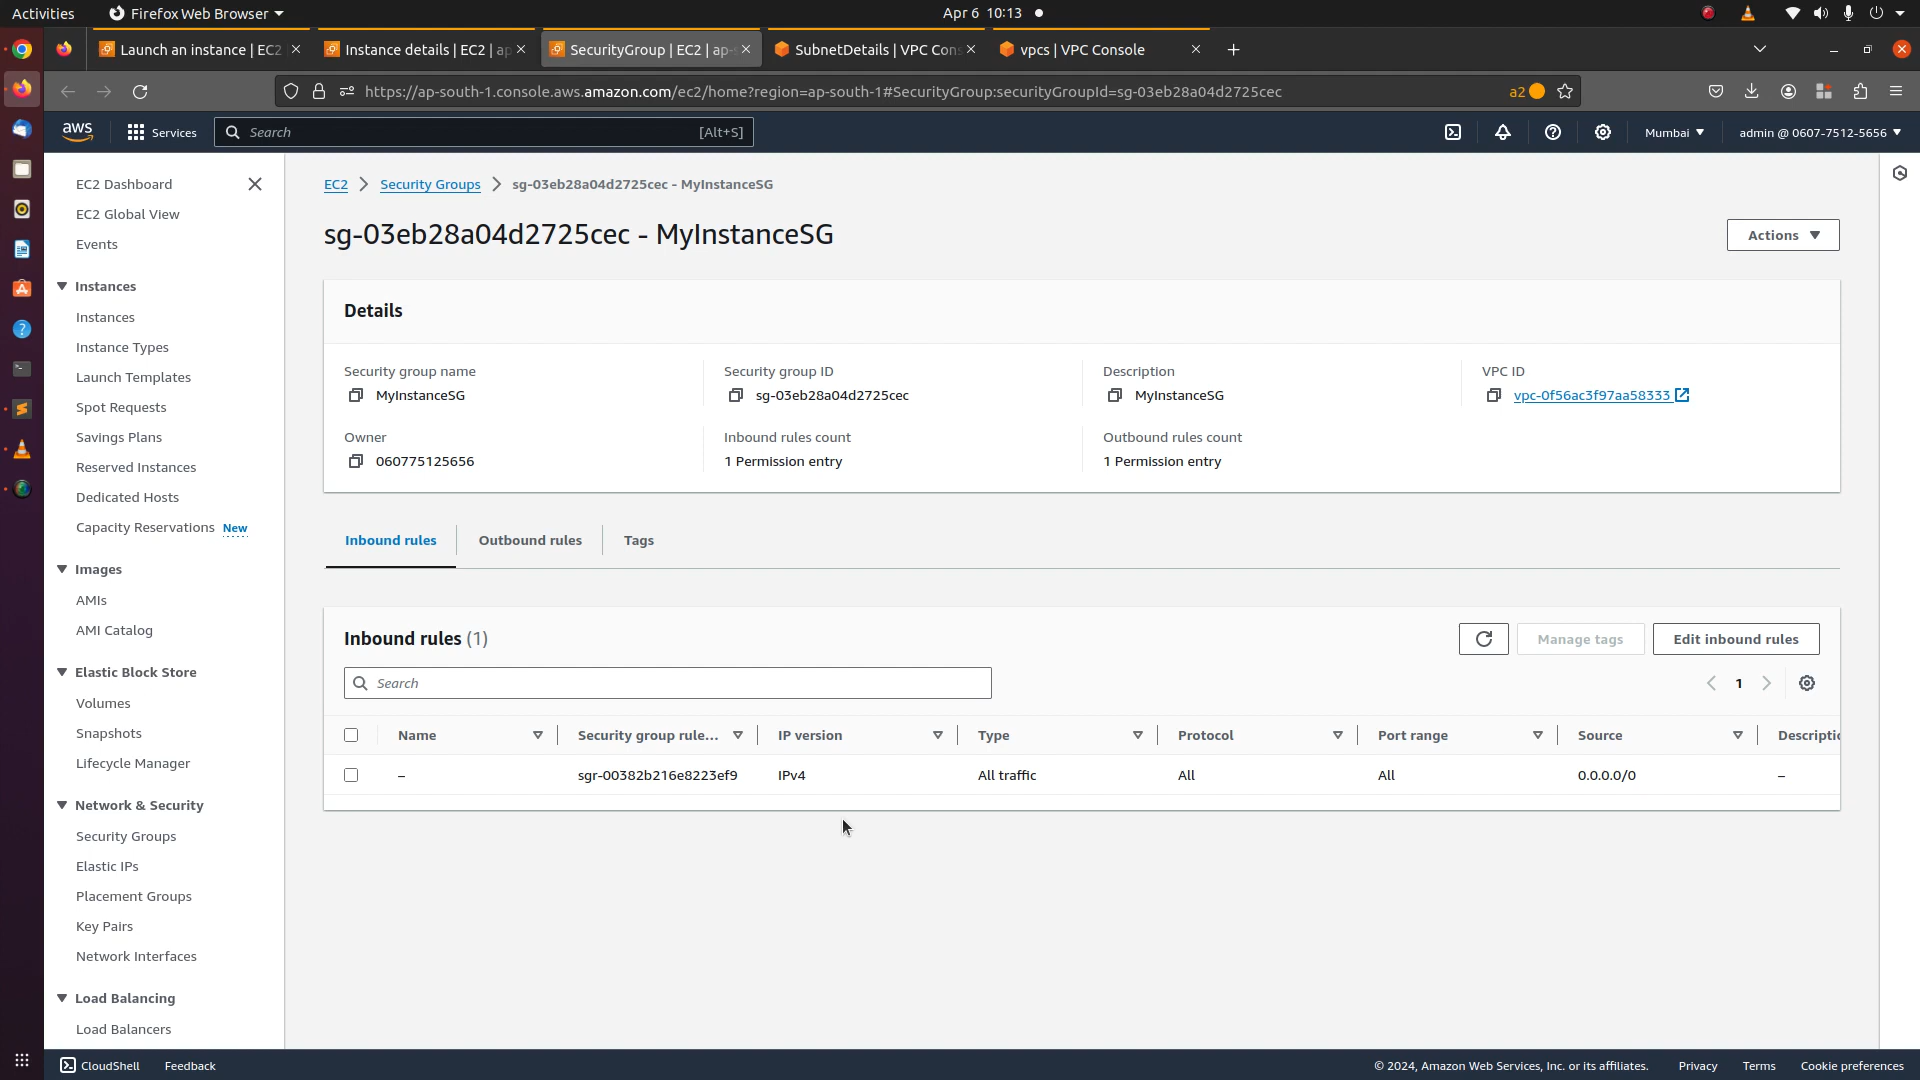 Activities
Firefox Web Browser
Apr 6 10:13
Launch an instance | EC2
Instance details | EC2 | ap
SecurityGroup | EC2 | ap-
SubnetDetails | VPC Cons
vpcs | VPC Console
https://ap-south-1.console.aws.amazon.com/ec2/home?region=ap-south-1#SecurityGroup:securityGroupId=sg-03eb28a04d2725cec
a2
aws
Services
Search
[Alt+S]
Mumbai
admin @ 0607-7512-5656
EC2 Dashboard
EC2 Global View
Events
Instances
Instances
Instance Types
Launch Templates
Spot Requests
Savings Plans
Reserved Instances
Dedicated Hosts
Capacity Reservations New
Images
AMIs
AMI Catalog
Elastic Block Store
Volumes
Snapshots
Lifecycle Manager
Network & Security
Security Groups
Elastic IPs
Placement Groups
Key Pairs
Network Interfaces
Load Balancing
Load Balancers
EC2 > Security Groups > sg-03eb28a04d2725cec - MyInstanceSG
sg-03eb28a04d2725cec - MyInstanceSG
Actions
Details
Security group name
MyInstanceSG
Security group ID
sg-03eb28a04d2725cec
Description
MyInstanceSG
VPC ID
vpc-0f56ac3f97aa58333
Owner
060775125656
Inbound rules count
1 Permission entry
Outbound rules count
1 Permission entry
Inbound rules
Outbound rules
Tags
Inbound rules (1)
Manage tags
Edit inbound rules
Search
1
Name
Security group rule...
IP version
Type
Protocol
Port range
Source
Descriptio
–
sgr-00382b216e8223ef9
IPv4
All traffic
All
All
0.0.0.0/0
–
CloudShell
Feedback
© 2024, Amazon Web Services, Inc. or its affiliates.
Privacy
Terms
Cookie preferences